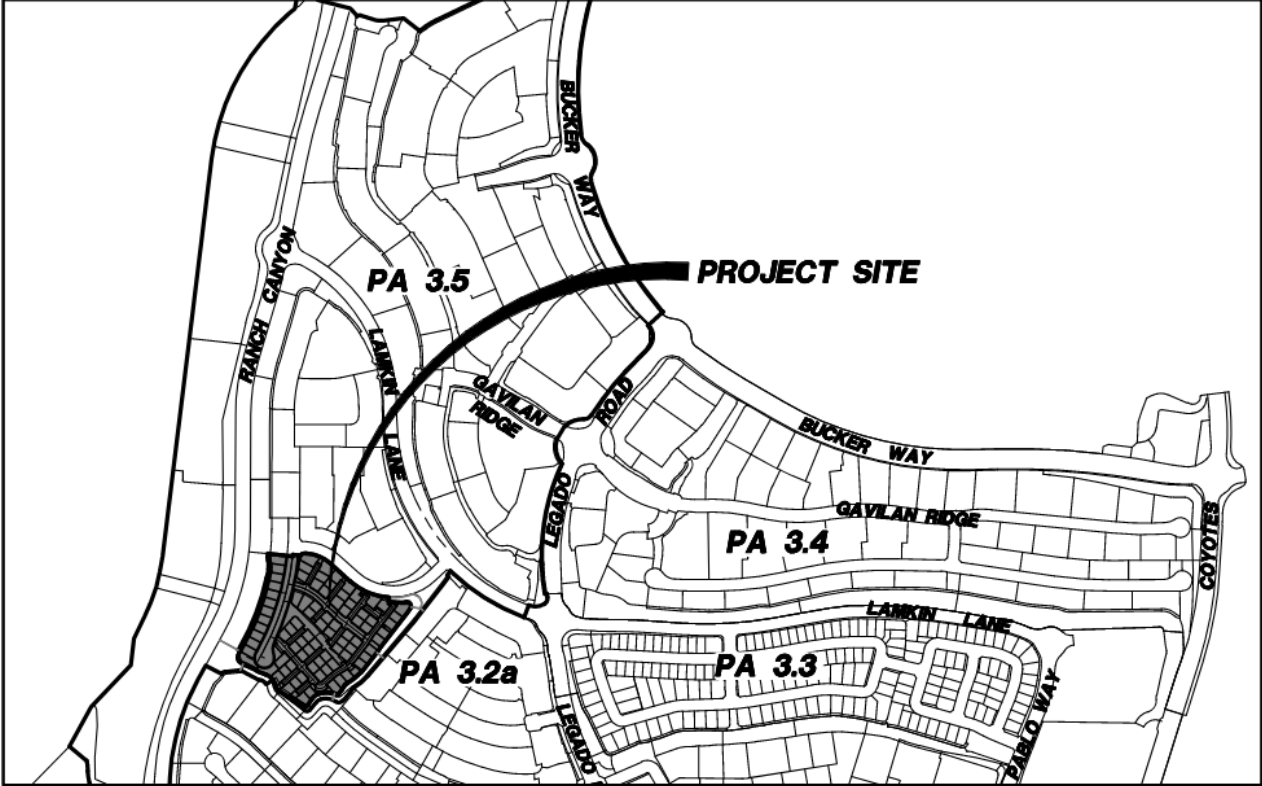 BUCKER
WAY
PROJECT SITE
PA 3.5
RANCH CANYON
LAMKIN
LANE
GAVILAN
RIDGE
ROAD
LEGADO
BUCKER WAY
GAVILAN RIDGE
PA 3.4
COYOTES
LAMKIN LANE
PA 3.3
PA 3.2a
PABLO WAY
LEGADO